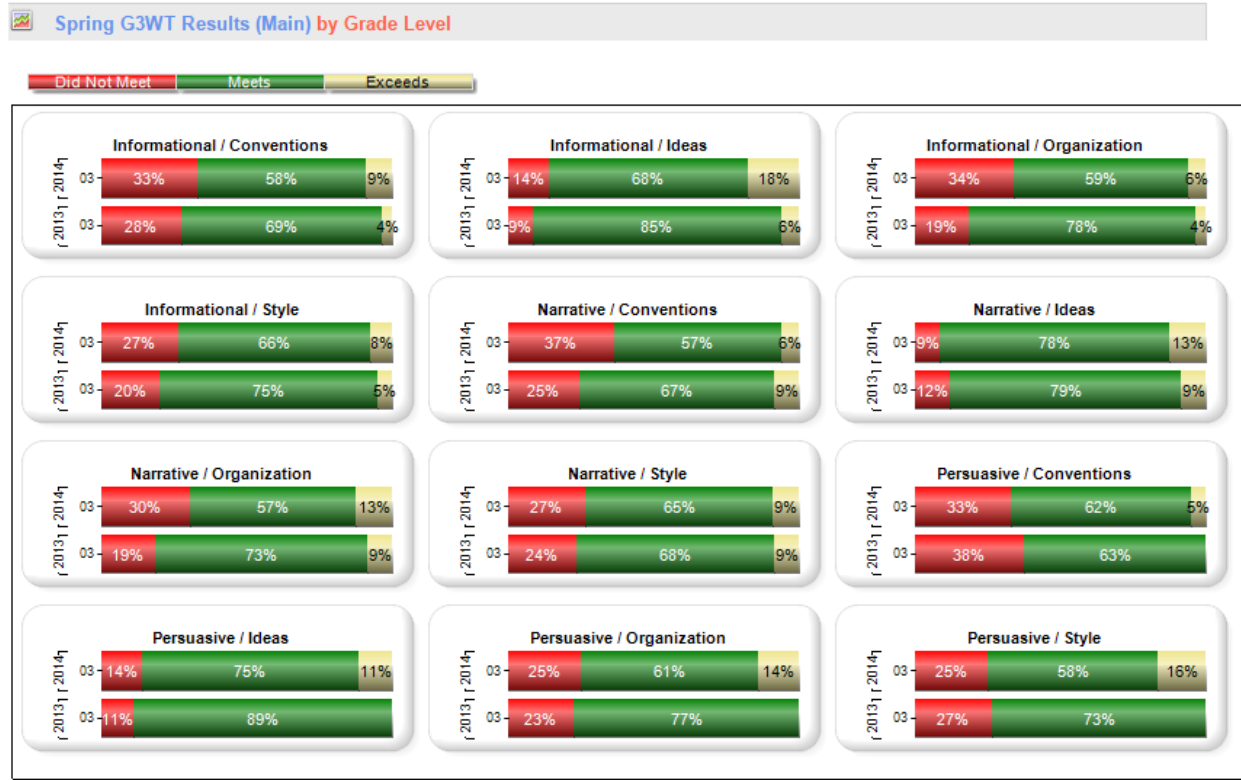 Spring G3WT Results (Main) by Grade Level
Did Not Meet Meets Exceeds
Informational / Conventions
r 2014 03 33% 58% 9%
r 2013 03 28% 69% 4%
Informational / Ideas
r 2014 03 14% 68% 18%
r 2013 03 9% 85% 6%
Informational / Organization
r 2014 03 34% 59% 6%
r 2013 03 19% 78% 4%
Informational / Style
r 2014 03 27% 66% 8%
r 2013 03 20% 75% 5%
Narrative / Conventions
r 2014 03 37% 57% 6%
r 2013 03 25% 67% 9%
Narrative / Ideas
r 2014 03 9% 78% 13%
r 2013 03 12% 79% 9%
Narrative / Organization
r 2014 03 30% 57% 13%
r 2013 03 19% 73% 9%
Narrative / Style
r 2014 03 27% 65% 9%
r 2013 03 24% 68% 9%
Persuasive / Conventions
r 2014 03 33% 62% 5%
r 2013 03 38% 63%
Persuasive / Ideas
r 2014 03 14% 75% 11%
r 2013 03 11% 89%
Persuasive / Organization
r 2014 03 25% 61% 14%
r 2013 03 23% 77%
Persuasive / Style
r 2014 03 25% 58% 16%
r 2013 03 27% 73%